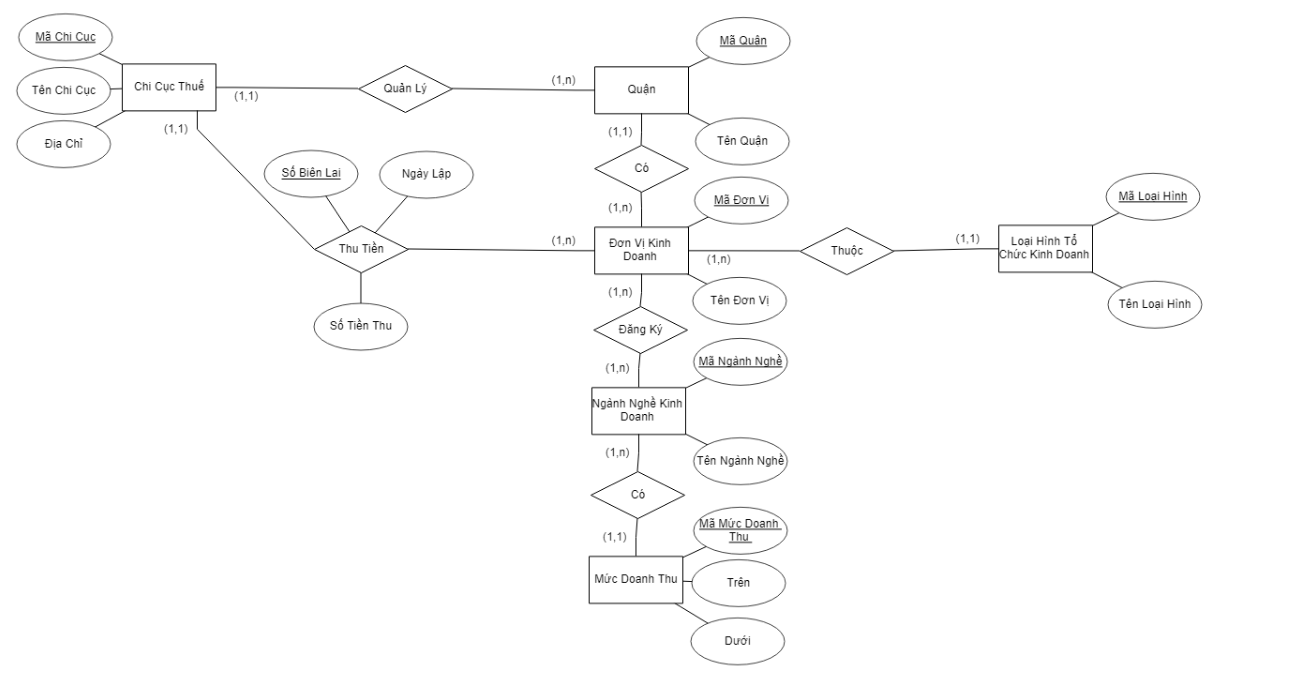 Mã Chi Cục
Tên Chi Cục
Địa Chỉ
Chi Cục Thuế
(1,1)
(1,1)
Quản Lý
(1,n)
Quận
Mã Quận
Tên Quận
(1,1)
Có
(1,n)
Số Biên Lai
Ngày Lập
Thu Tiền
Số Tiền Thu
(1,n)
Đơn Vị Kinh
Doanh
Mã Đơn Vị
Tên Đơn Vị
(1,n)
Thuộc
(1,1)
Loại Hình Tổ
Chức Kinh Doanh
Mã Loại Hình
Tên Loại Hình
(1,n)
Đăng Ký
(1,n)
Ngành Nghề Kinh
Doanh
Mã Ngành Nghề
Tên Ngành Nghề
(1,n)
Có
(1,1)
Mức Doanh Thu
Mã Mức Doanh
Thu
Trên
Dưới